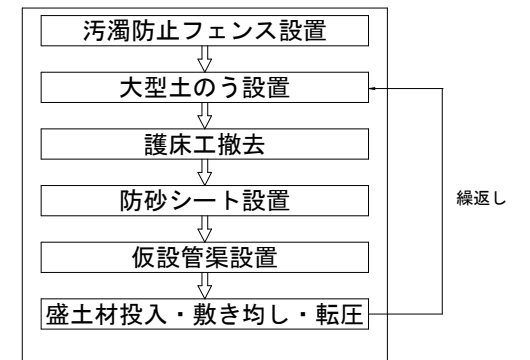 汚濁防止フェンス設置
大型土のう設置
護床工撤去
防砂シート設置
繰返し
仮設管渠設置
盛土材投入・敷き均し・転圧